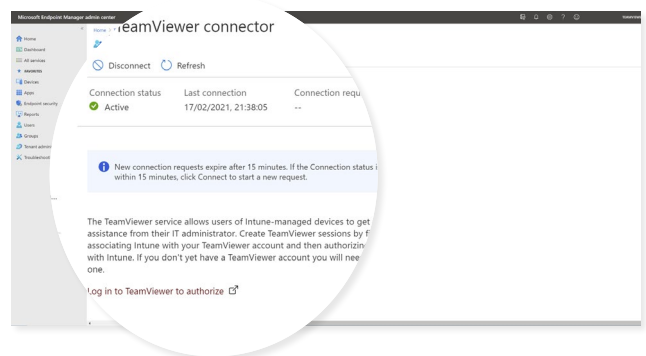 Microsoft Endpoint Manager admin center
Home >
TeamViewer connector
Home
Dashboard
All services
FAVORITES
Devices
Apps
Endpoint security
Reports
Users
Groups
Tenant admin
Troubleshoot
Disconnect Refresh
Connection status Last connection Connection requ
Active 17/02/2021, 21:38:05 --
New connection requests expire after 15 minutes. If the Connection status i
within 15 minutes, click Connect to start a new request.
The TeamViewer service allows users of Intune-managed devices to get
assistance from their IT administrator. Create TeamViewer sessions by f
associating Intune with your TeamViewer account and then authorizing
with Intune. If you don't yet have a TeamViewer account you will nee
one.
Log in to TeamViewer to authorize